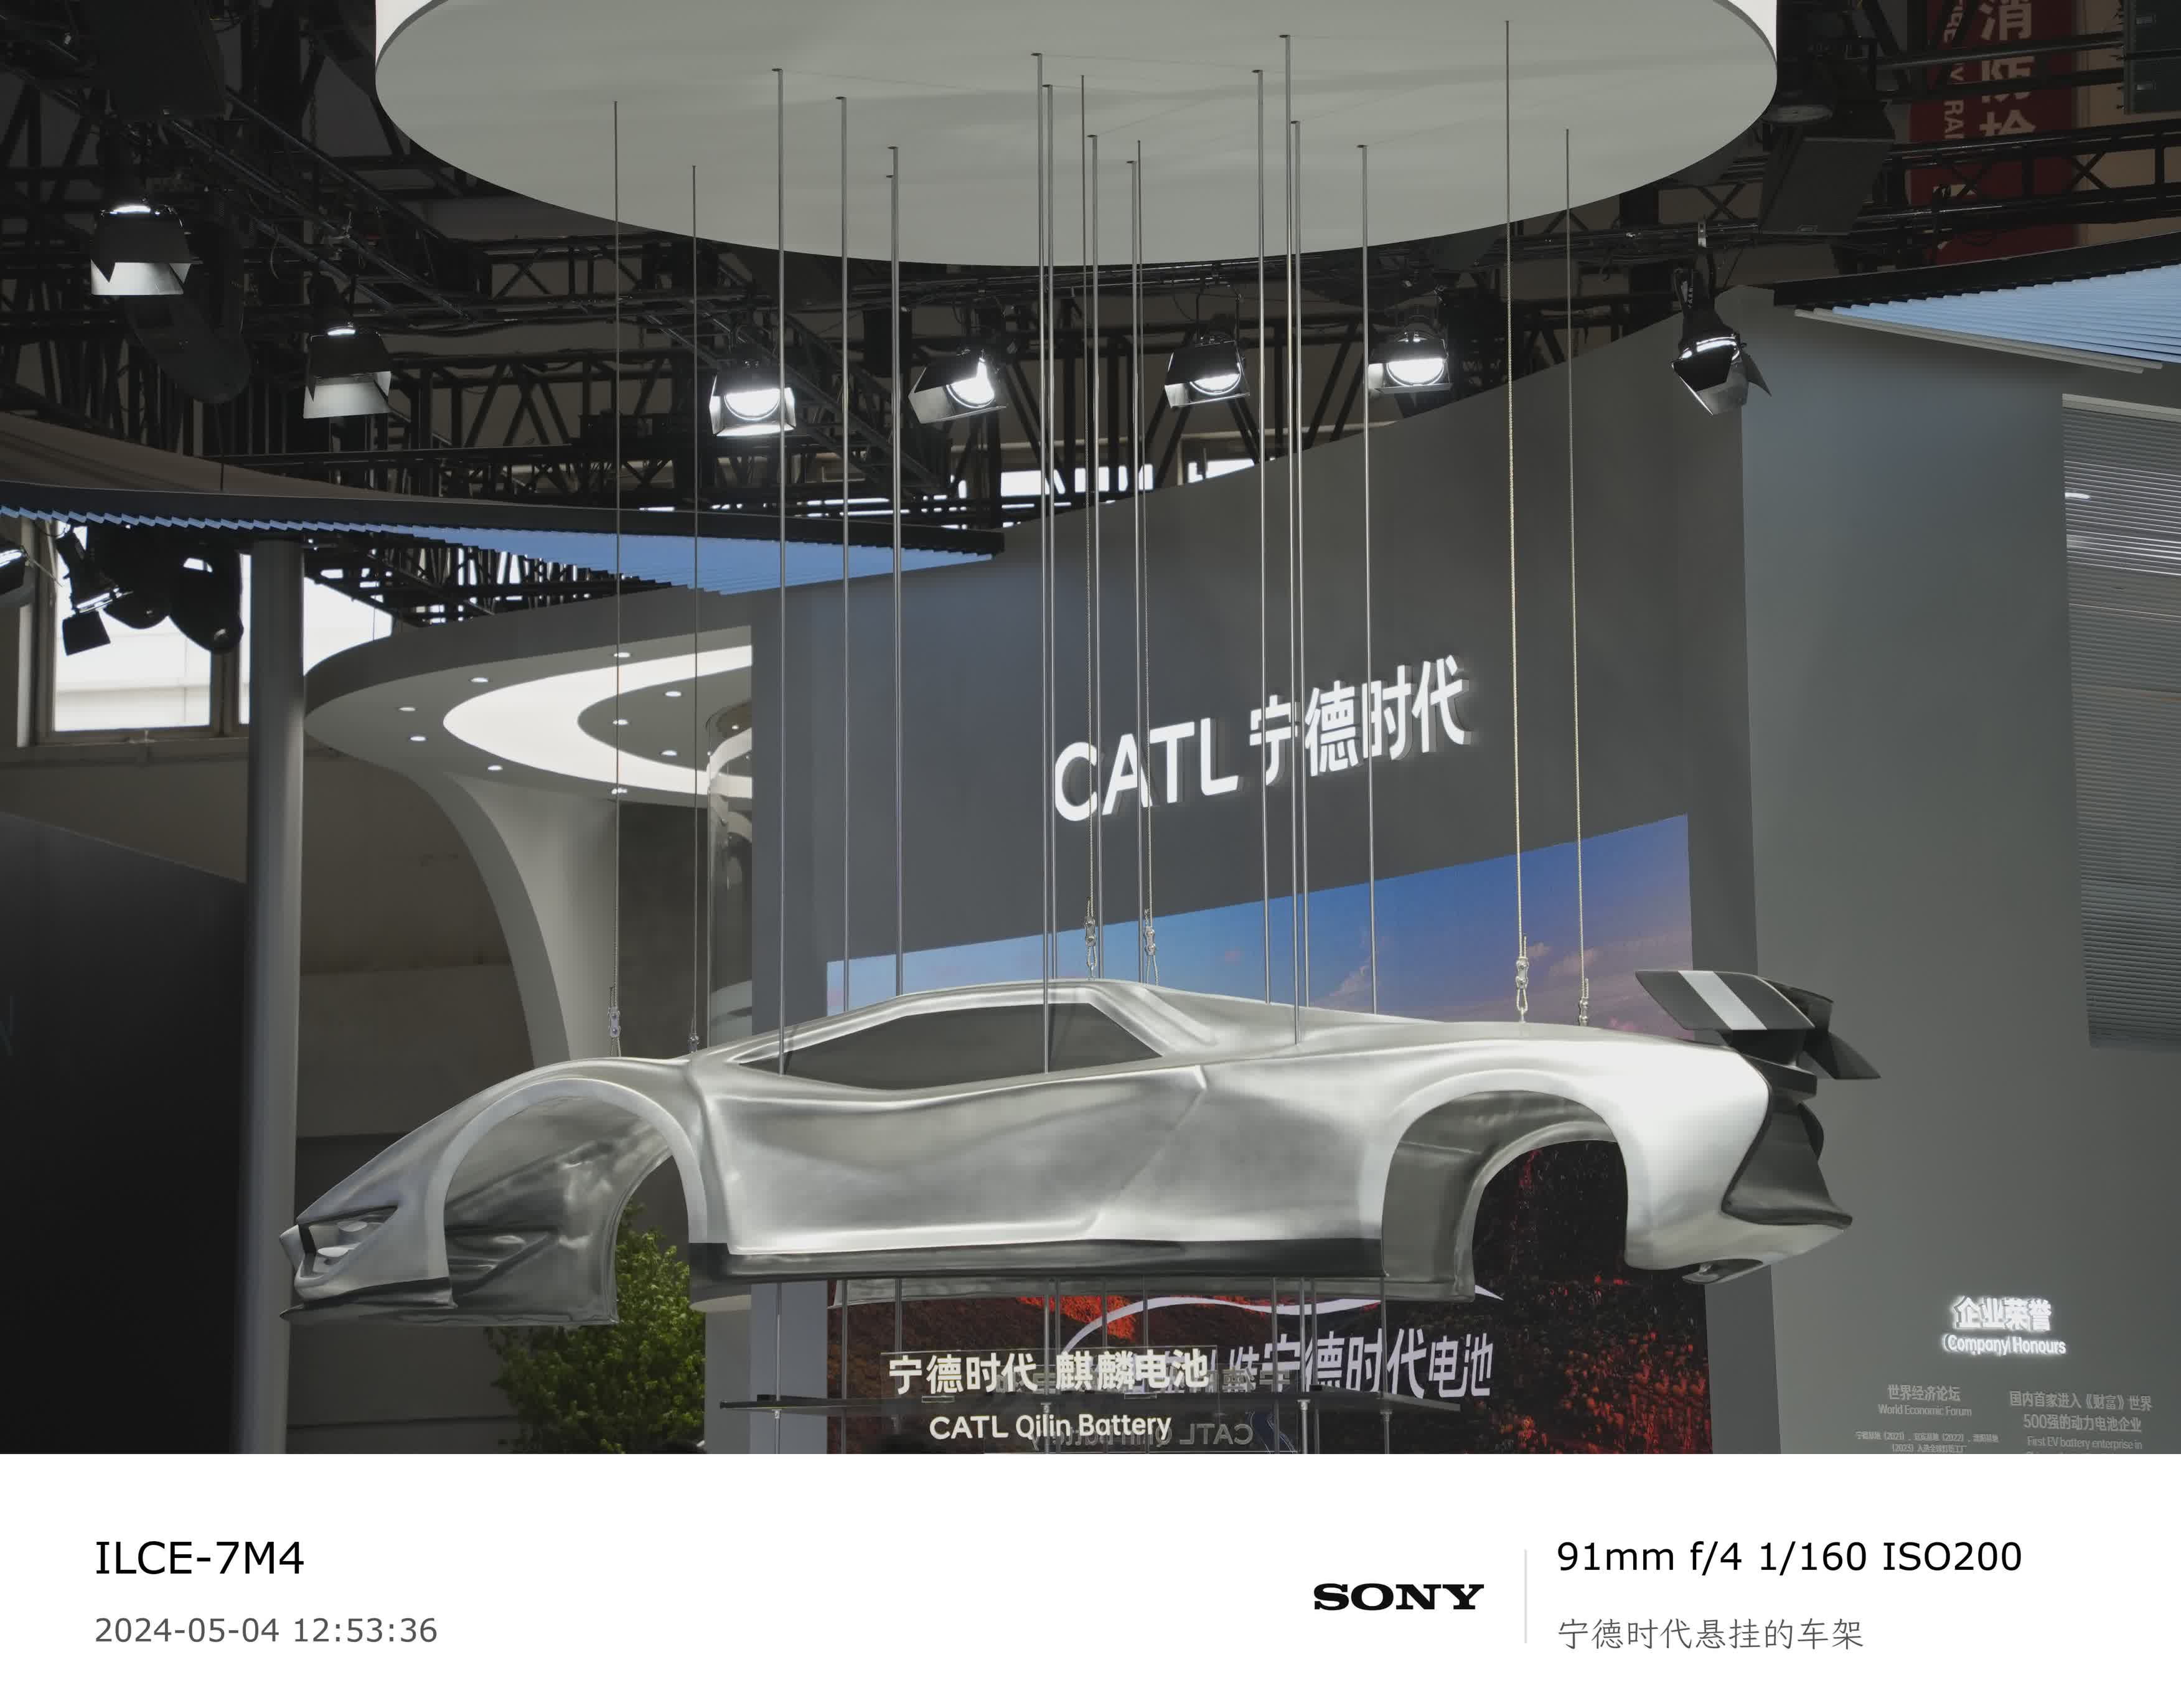 消防栓
CATL 宁德时代
宁德时代电池
宁德时代 麒麟电池
CATL Qilin Battery
企业荣誉
(Company) Honours
世界经济论坛
World Economic Forum
国内首家进入《财富》世界
500强的动力电池企业
First EV battery enterprise in
ILCE-7M4
2024-05-04 12:53:36
SONY
91mm f/4 1/160 ISO200
宁德时代悬挂的车架